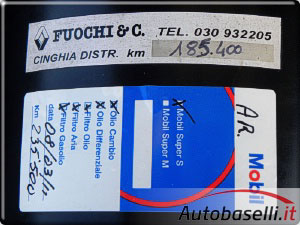 FUOCHI & C.
TEL. 030 932205
CINGHIA DISTR. km 185.400
Mobil
AR
Mobil Super S
Mobil Super M
Olio Cambio
Olio Differenziale
Filtro Olio
Filtro Aria
Filtro Gasolio
data 08/03/12
km 235.500
Autobaselli.it